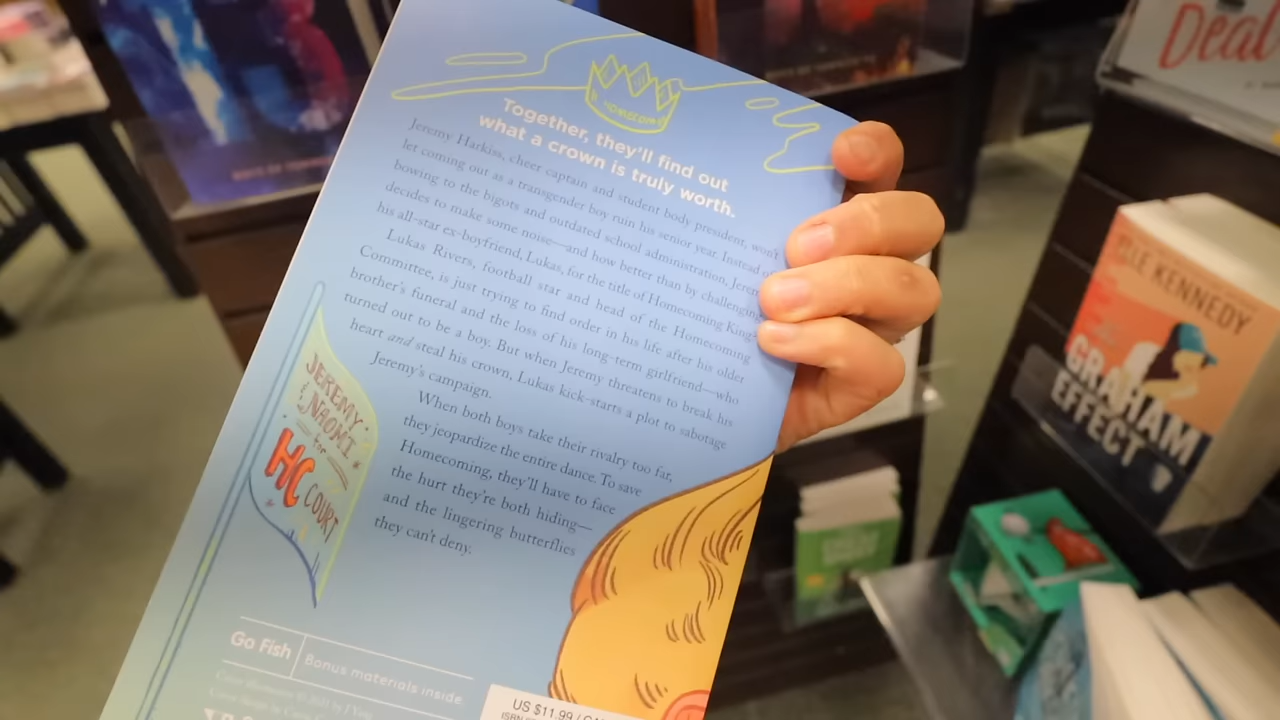 Deal
HOMECOMING
Together, they'll find out
what a crown is truly worth.
Jeremy Harkiss, cheer captain and student body president, won't
let coming out as a transgender boy ruin his senior year. Instead of
bowing to the bigots and outdated school administration, Jeremy
decides to make some noise—and how better than by challenging
his all-star ex-boyfriend, Lukas, for the title of Homecoming King.
Lukas Rivers, football star and head of the Homecoming
Committee, is just trying to find order in his life after his older
brother's funeral and the loss of his long-term girlfriend—who
turned out to be a boy. But when Jeremy threatens to break his
heart and steal his crown, Lukas kick-starts a plot to sabotage
Jeremy's campaign.
When both boys take their rivalry too far,
they jeopardize the entire dance. To save
Homecoming, they'll have to face
the hurt they're both hiding—
and the lingering butterflies
they can't deny.
JEREMY
& NAOMI
for
HC
COURT
Go Fish
Bonus materials inside
US $11.99 / CAN
ISBN
ELLE KENNEDY
GRAHAM
EFFECT